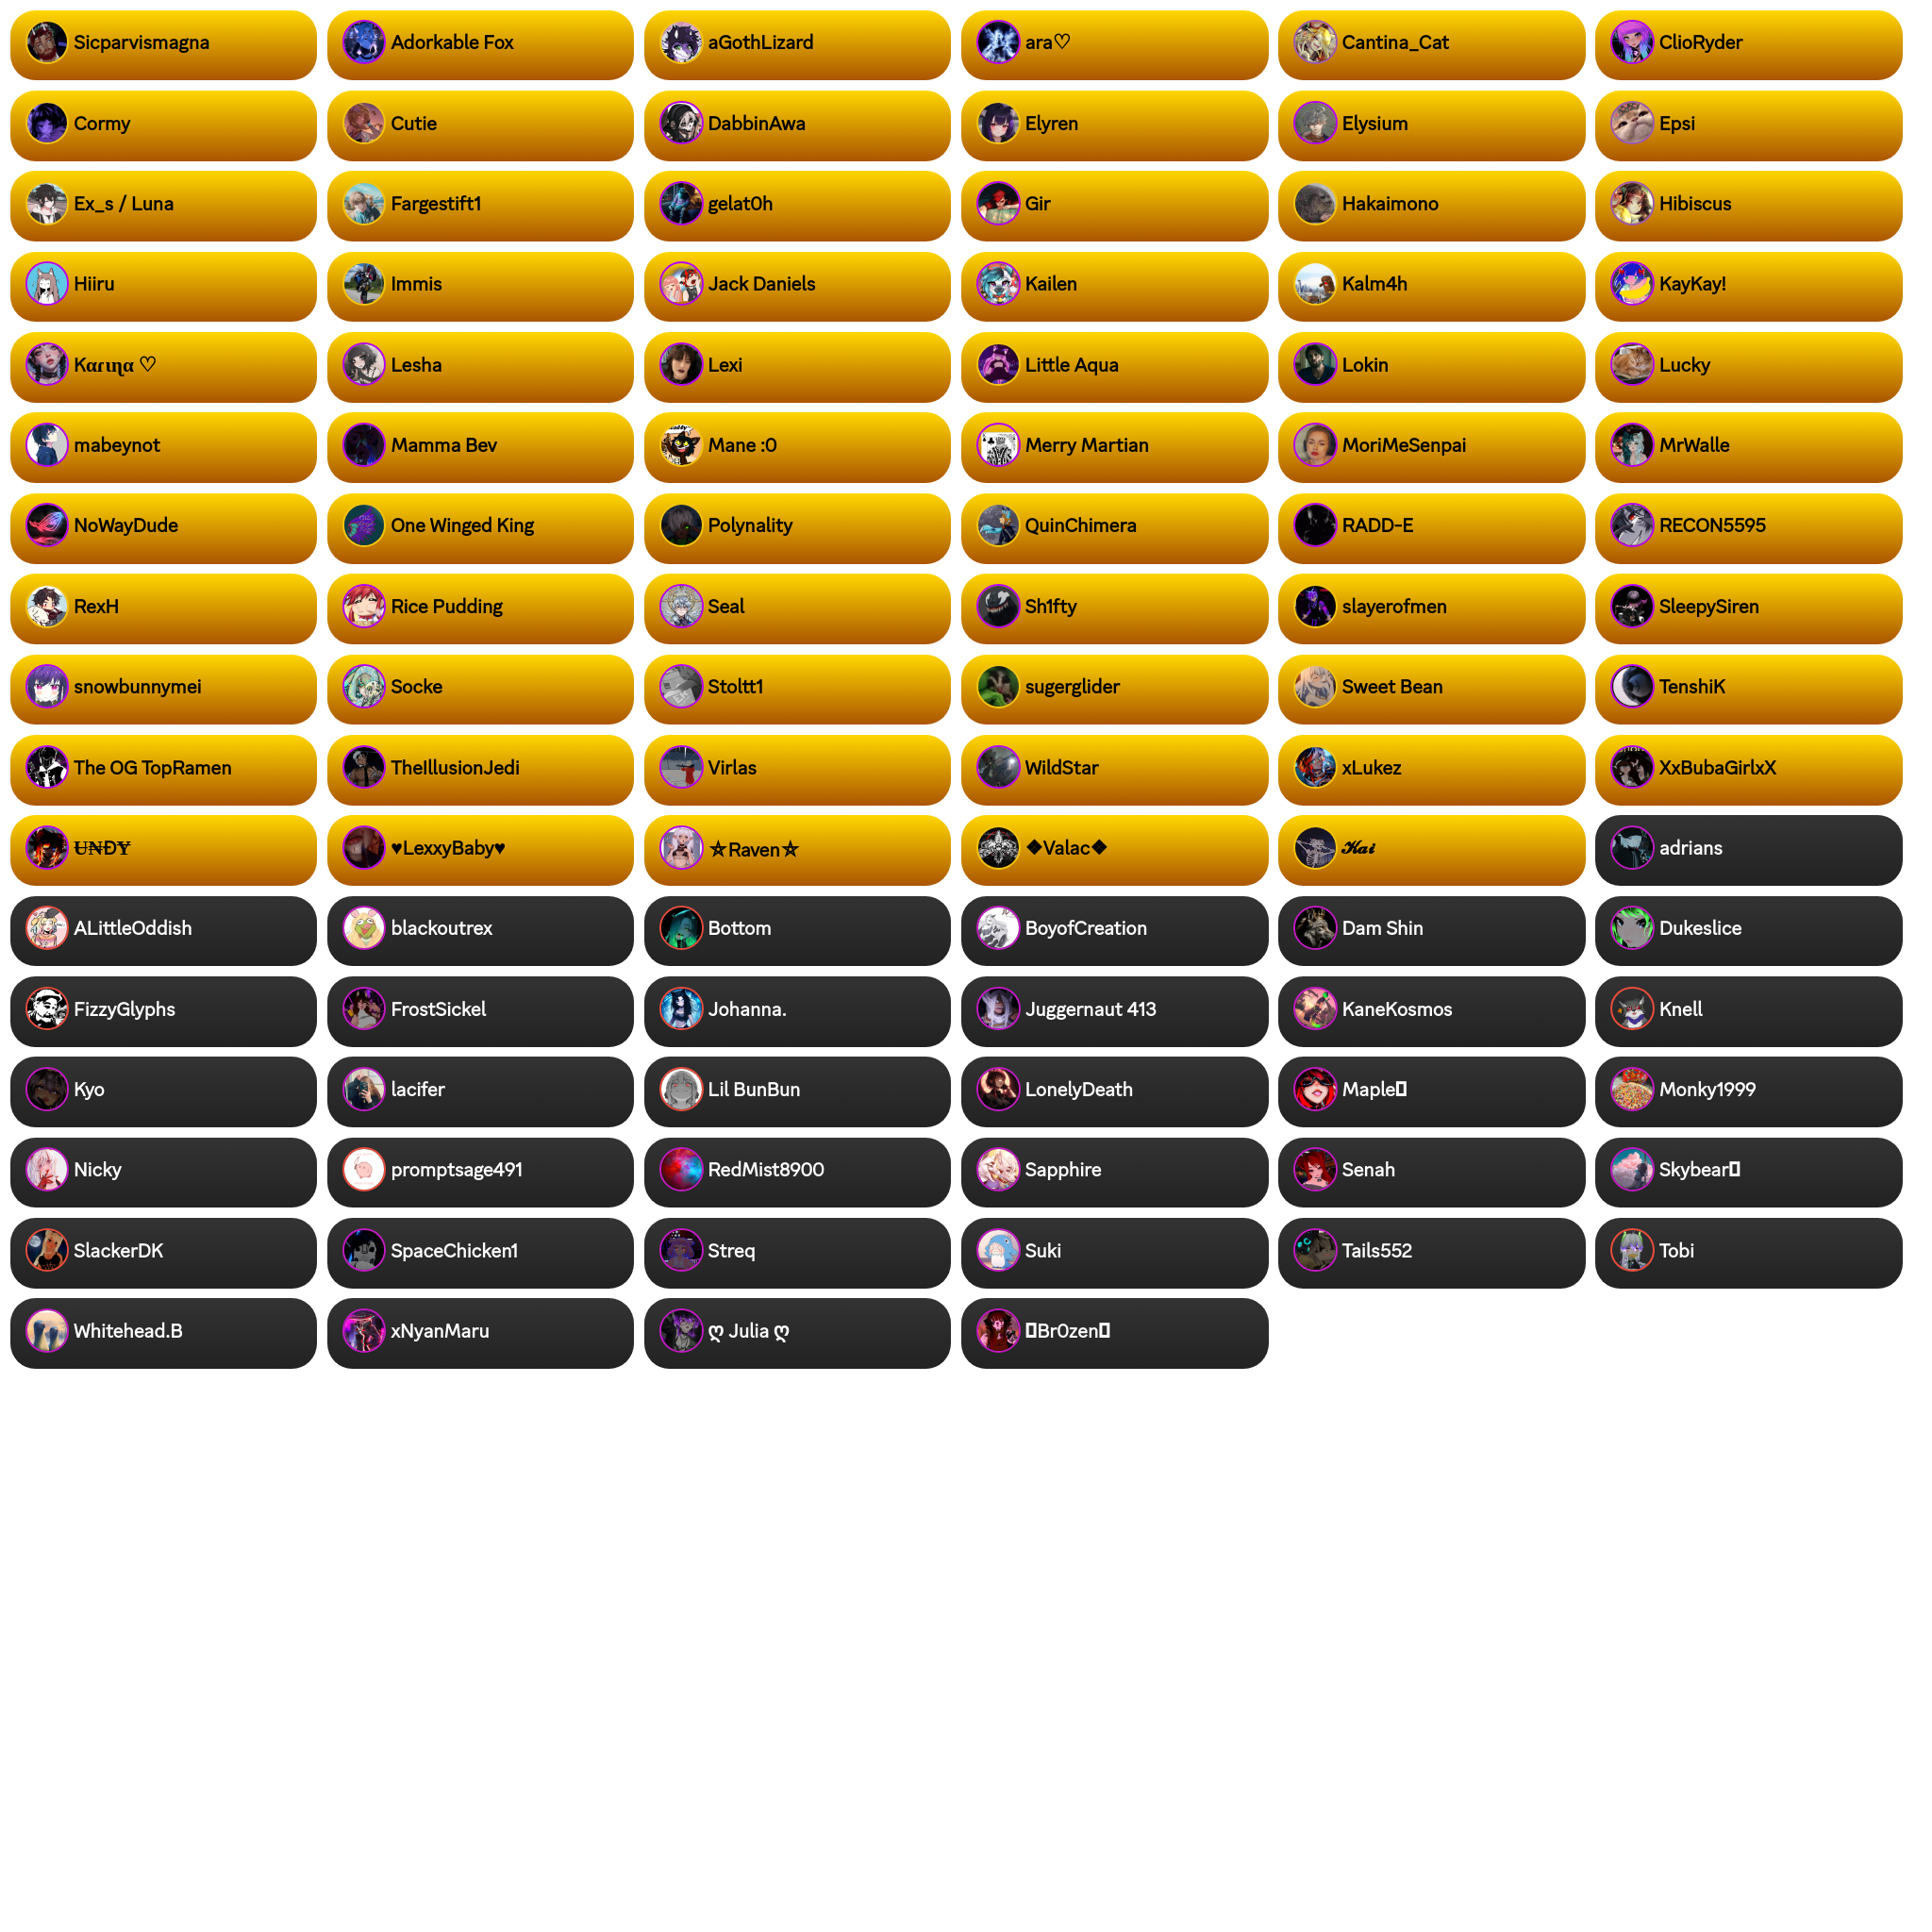 Sicparvismagna
Adorkable Fox
aGothLizard
ara♡
Cantina_Cat
ClioRyder
Cormy
Cutie
DabbinAwa
Elyren
Elysium
Epsi
Ex_s / Luna
Fargestift1
gelat0h
Gir
Hakaimono
Hibiscus
Hiiru
Immis
Jack Daniels
Kailen
Kalm4h
KayKay!
Kαɾιɳα ♡
Lesha
Lexi
Little Aqua
Lokin
Lucky
mabeynot
Mamma Bev
Mane :0
Merry Martian
MoriMeSenpai
MrWalle
NoWayDude
One Winged King
Polynality
QuinChimera
RADD-E
RECON5595
RexH
Rice Pudding
Seal
Sh1fty
slayerofmen
SleepySiren
snowbunnymei
Socke
Stoltt1
sugerglider
Sweet Bean
TenshiK
The OG TopRamen
TheIllusionJedi
Virlas
WildStar
xLukez
XxBubaGirlxX
U̶N̶ĐY̶
♥LexxyBaby♥
⛤Raven⛤
◆Valac◆
𝓚𝓪𝓲
adrians
ALittleOddish
blackoutrex
Bottom
BoyofCreation
Dam Shin
Dukeslice
FizzyGlyphs
FrostSickel
Johanna.
Juggernaut 413
KaneKosmos
Knell
Kyo
lacifer
Lil BunBun
LonelyDeath
Maple
Monky1999
Nicky
promptsage491
RedMist8900
Sapphire
Senah
Skybear
SlackerDK
SpaceChicken1
Streq
Suki
Tails552
Tobi
Whitehead.B
xNyanMaru
ღ Julia ღ
Br0zen